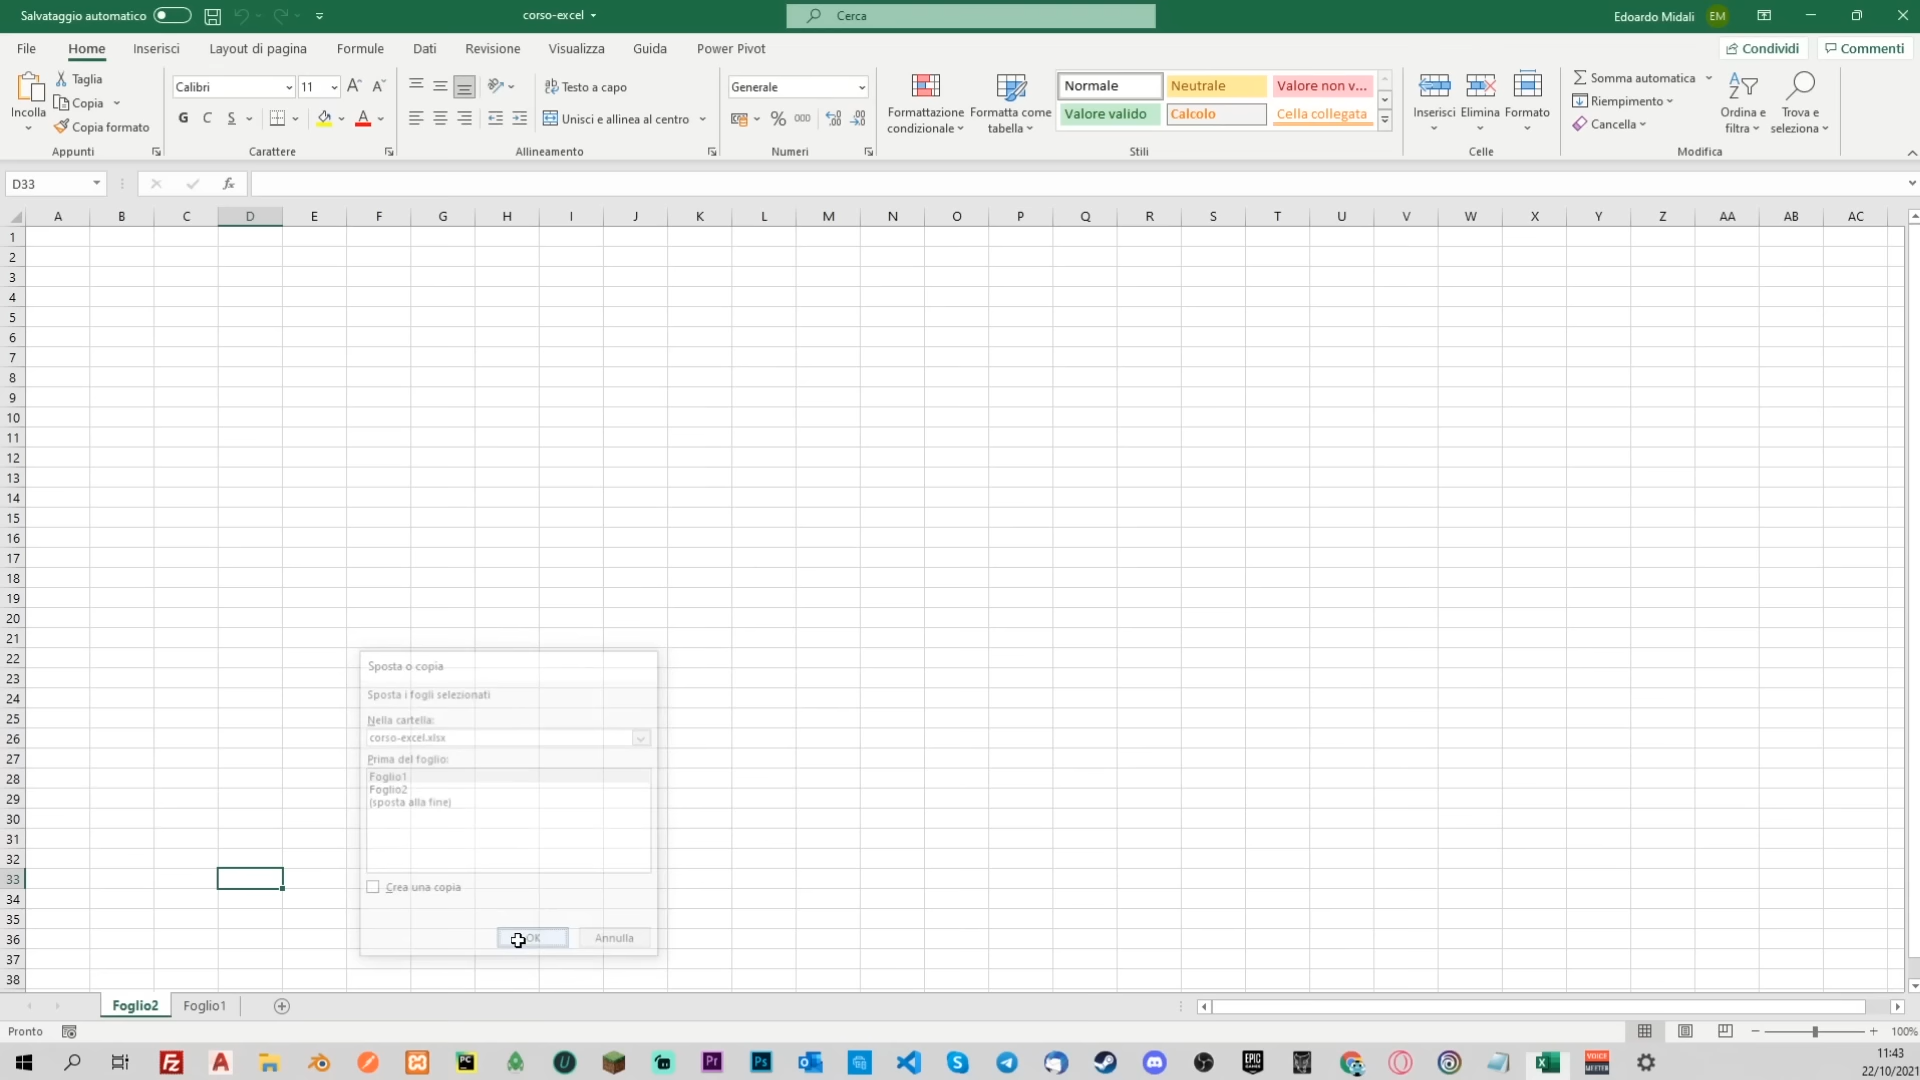 Salvataggio automatico
corso-excel
Cerca
Edoardo Midali
EM
File
Home
Inserisci
Layout di pagina
Formule
Dati
Revisione
Visualizza
Guida
Power Pivot
Condividi
Commenti
Incolla
Taglia
Copia
Copia formato
Appunti
Calibri
11
G C S
Carattere
Testo a capo
Unisci e allinea al centro
Allineamento
Generale
% 000
Numeri
Formattazione condizionale
Formatta come tabella
Normale
Neutrale
Valore non v...
Valore valido
Calcolo
Cella collegata
Stili
Inserisci
Elimina
Formato
Celle
Somma automatica
Riempimento
Cancella
Ordina e filtra
Trova e seleziona
Modifica
D33
fx
A B C D E F G H I J K L M N O P Q R S T U V W X Y Z AA AB AC
1
2
3
4
5
6
7
8
9
10
11
12
13
14
15
16
17
18
19
20
21
22
23
24
25
26
27
28
29
30
31
32
33
34
35
36
37
38
Sposta o copia
Sposta i fogli selezionati
Nella cartella:
corso-excel.xlsx
Prima del foglio:
Foglio1
Foglio2
(sposta alla fine)
Crea una copia
OK
Annulla
Foglio2
Foglio1
Pronto
100%
11:43
22/10/2021